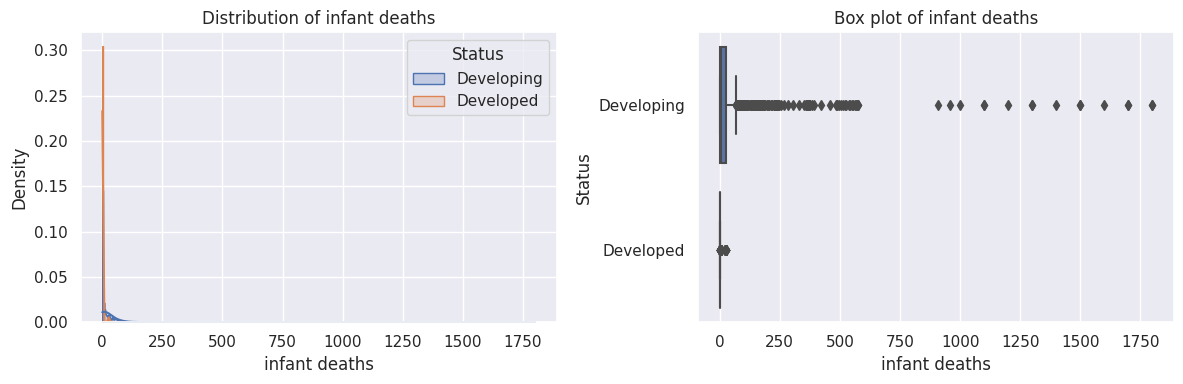 Distribution of infant deaths
Density
0.30
0.25
0.20
0.15
0.10
0.05
0.00
Status
Developing
Developed
0 250 500 750 1000 1250 1500 1750
infant deaths
Box plot of infant deaths
Status
Developing
Developed
0 250 500 750 1000 1250 1500 1750
infant deaths